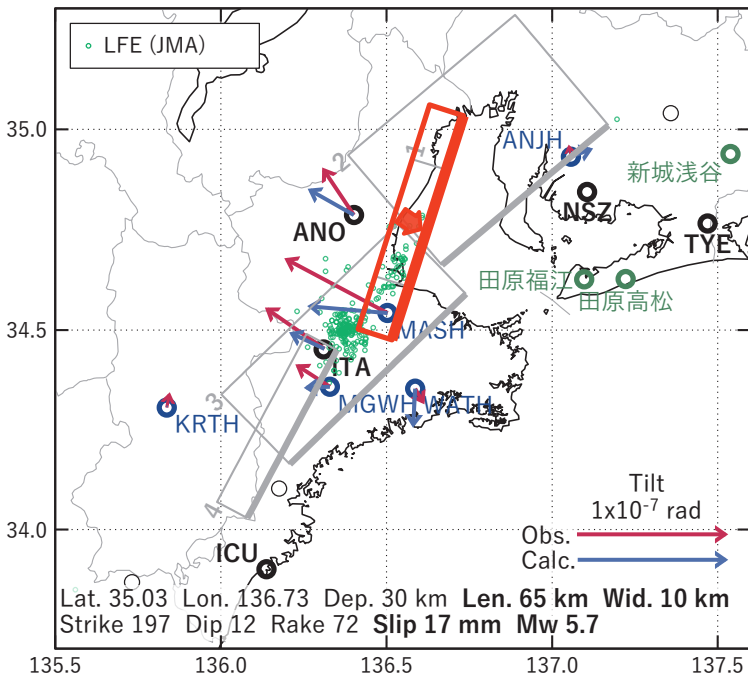 LFE (JMA)
35.0
34.5
34.0
1
2
3
4
ANJH
新城浅谷
ANO
NSZ
TYE
田原福江
田原高松
MASH
ITA
MGWH
WATH
KRTH
ICU
Tilt
1x10-7 rad
Obs.
Calc.
Lat. 35.03 Lon. 136.73 Dep. 30 km Len. 65 km Wid. 10 km
Strike 197 Dip 12 Rake 72 Slip 17 mm Mw 5.7
135.5 136.0 136.5 137.0 137.5